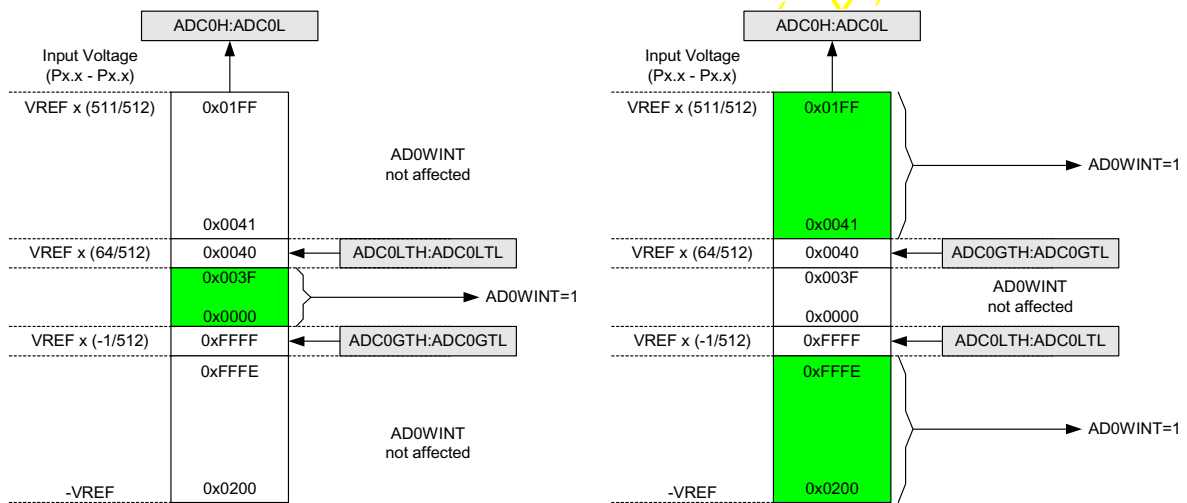 ADC0H:ADC0L
Input Voltage
(Px.x - Px.x)
VREF x (511/512)
0x01FF
AD0WINT
not affected
0x0041
VREF x (64/512)
0x0040
ADC0LTH:ADC0LTL
0x003F
AD0WINT=1
0x0000
VREF x (-1/512)
0xFFFF
ADC0GTH:ADC0GTL
0xFFFE
AD0WINT
not affected
-VREF
0x0200
ADC0H:ADC0L
Input Voltage
(Px.x - Px.x)
VREF x (511/512)
0x01FF
AD0WINT=1
0x0041
VREF x (64/512)
0x0040
ADC0GTH:ADC0GTL
0x003F
AD0WINT
not affected
0x0000
VREF x (-1/512)
0xFFFF
ADC0LTH:ADC0LTL
0xFFFE
AD0WINT=1
-VREF
0x0200